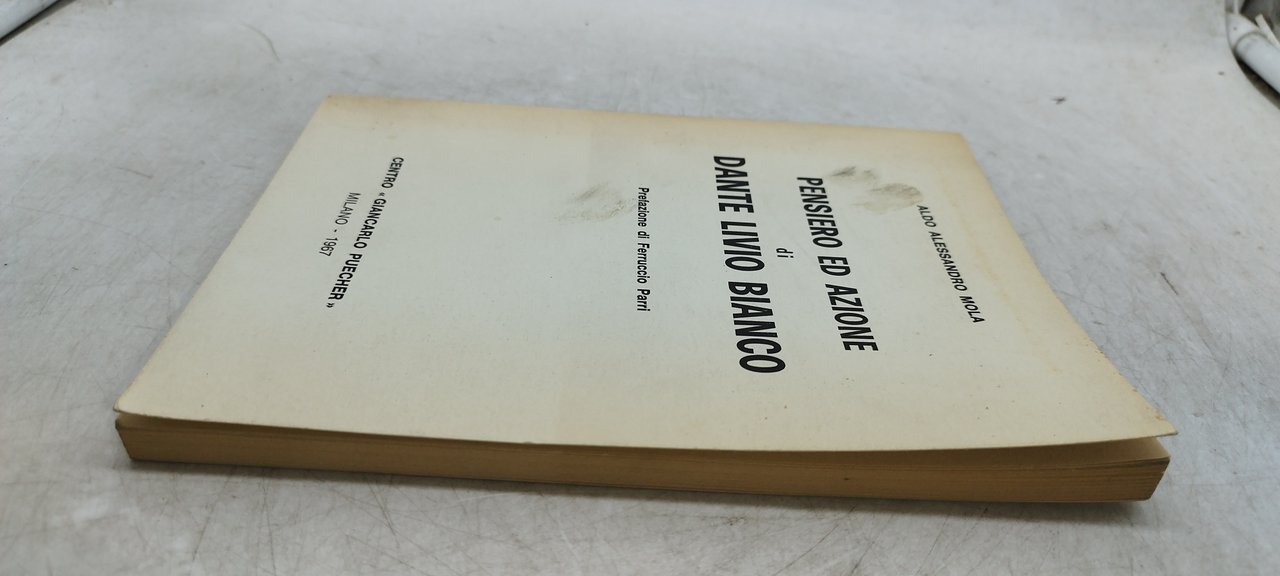 ALDO ALESSANDRO MOLA
PENSIERO ED AZIONE
di
DANTE LIVIO BIANCO
Prefazione di Ferruccio Parri
CENTRO « GIANCARLO PUECHER »
MILANO - 1967